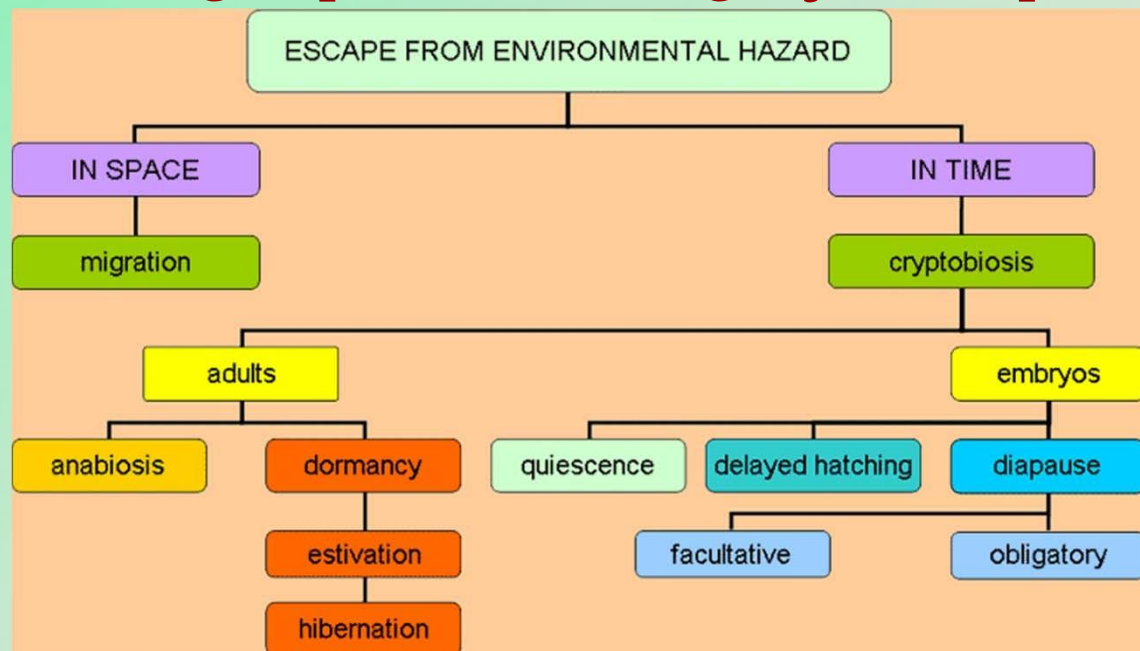 ESCAPE FROM ENVIRONMENTAL HAZARD
IN SPACE
IN TIME
migration
cryptobiosis
adults
embryos
anabiosis
dormancy
quiescence
delayed hatching
diapause
estivation
facultative
obligatory
hibernation